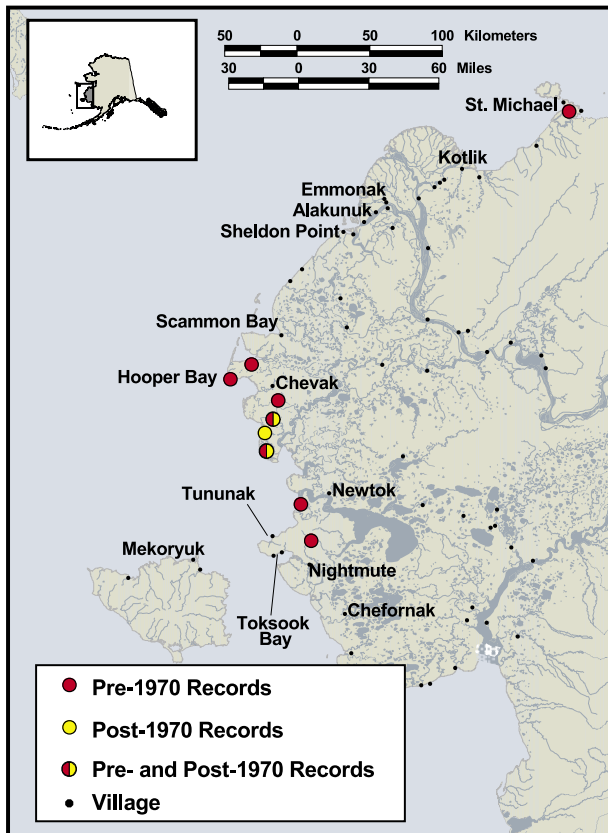 50 0 50 100 Kilometers
30 0 30 60 Miles
St. Michael
Kotlik
Emmonak
Alakunuk
Sheldon Point
Scammon Bay
Hooper Bay
Chevak
Tununak
Newtok
Mekoryuk
Nightmute
Toksook
Bay
Chefornak
Pre-1970 Records
Post-1970 Records
Pre- and Post-1970 Records
Village